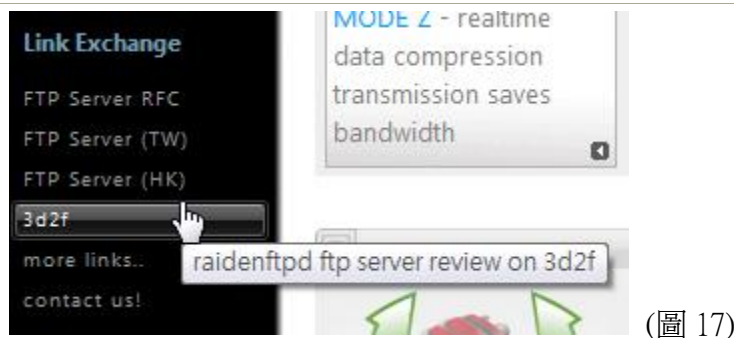 Link Exchange
FTP Server RFC
FTP Server (TW)
FTP Server (HK)
3d2f
more links..
contact us!
MODE Z - realtime
data compression
transmission saves
bandwidth
raidenftpd ftp server review on 3d2f
(圖 17)